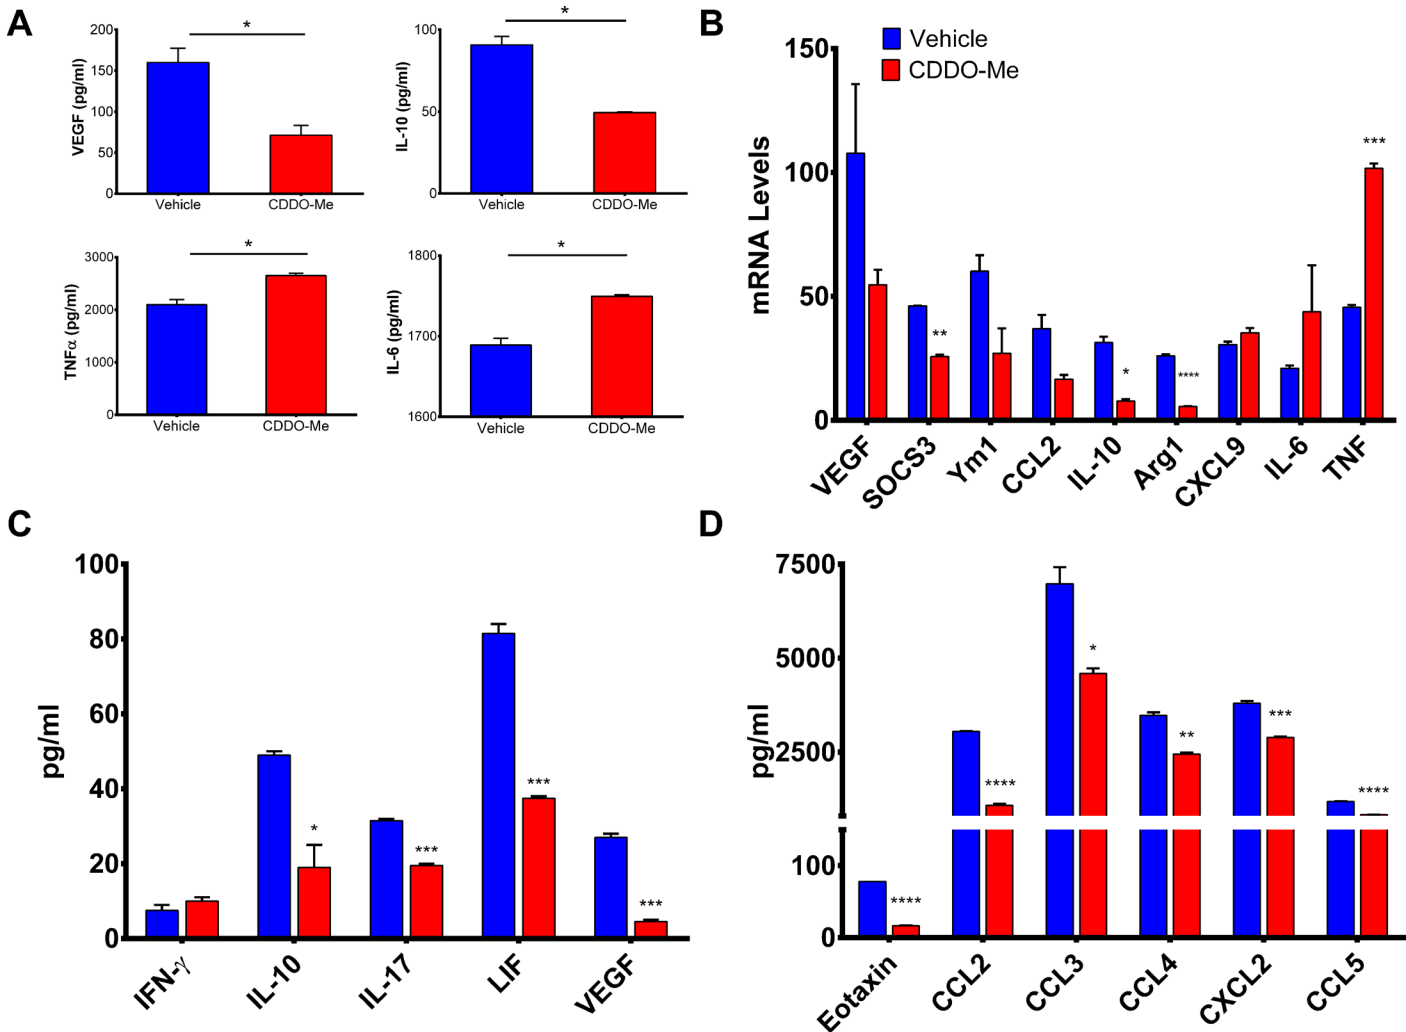 A
*
200
150
100
50
0
VEGF (pg/ml)
Vehicle
CDDO-Me
*
100
50
0
IL-10 (pg/ml)
Vehicle
CDDO-Me
*
3000
2000
1000
0
TNFα (pg/ml)
Vehicle
CDDO-Me
*
1800
1700
1600
IL-6 (pg/ml)
Vehicle
CDDO-Me
B
Vehicle
CDDO-Me
150
100
50
0
mRNA Levels
**
*
****
***
VEGF
SOCS3
Ym1
CCL2
IL-10
Arg1
CXCL9
IL-6
TNF
C
100
80
60
40
20
0
pg/ml
*
***
***
***
IFN-γ
IL-10
IL-17
LIF
VEGF
D
7500
5000
2500
100
0
pg/ml
****
****
*
**
***
****
Eotaxin
CCL2
CCL3
CCL4
CXCL2
CCL5